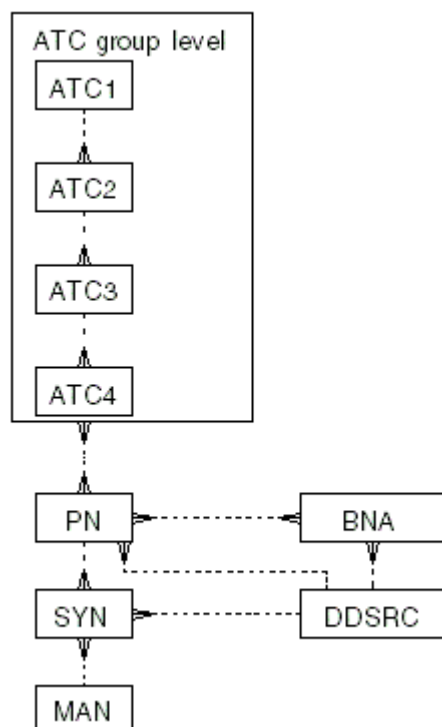 ATC group level
ATC1
ATC2
ATC3
ATC4
PN
BNA
SYN
DDSRC
MAN